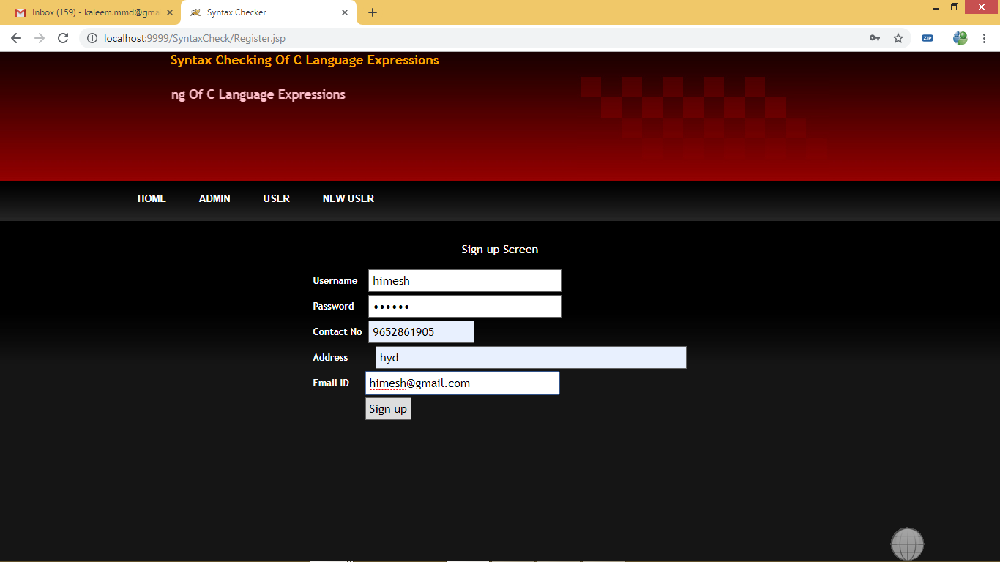 Inbox (159) - kaleem.mmd@gma
Syntax Checker
localhost:9999/SyntaxCheck/Register.jsp
ZIP
Syntax Checking Of C Language Expressions
ng Of C Language Expressions
HOME ADMIN USER NEW USER
Sign up Screen
Username himesh
Password ••••••
Contact No 9652861905
Address hyd
Email ID himesh@gmail.com
Sign up